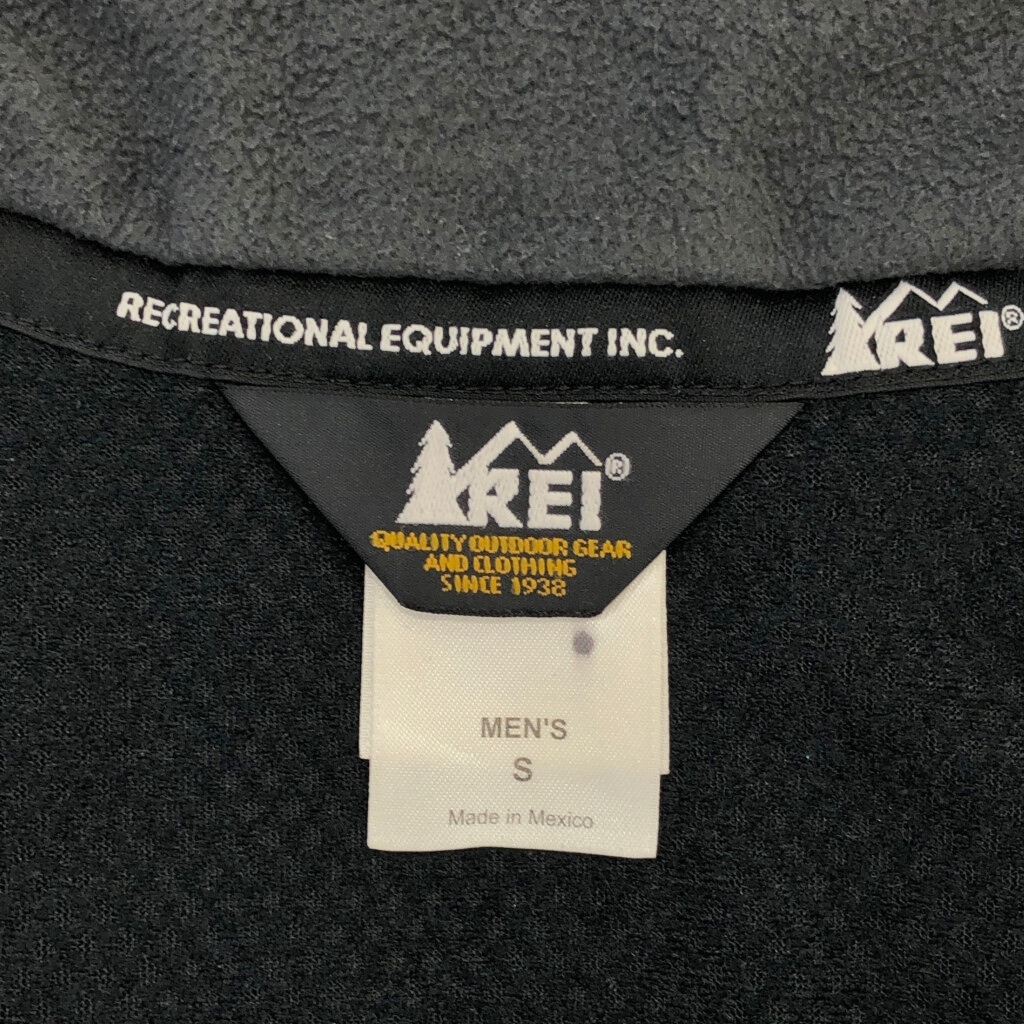 RECREATIONAL EQUIPMENT INC.
REI®
REI®
QUALITY OUTDOOR GEAR
AND CLOTHING
SINCE 1938
MEN'S
S
Made in Mexico